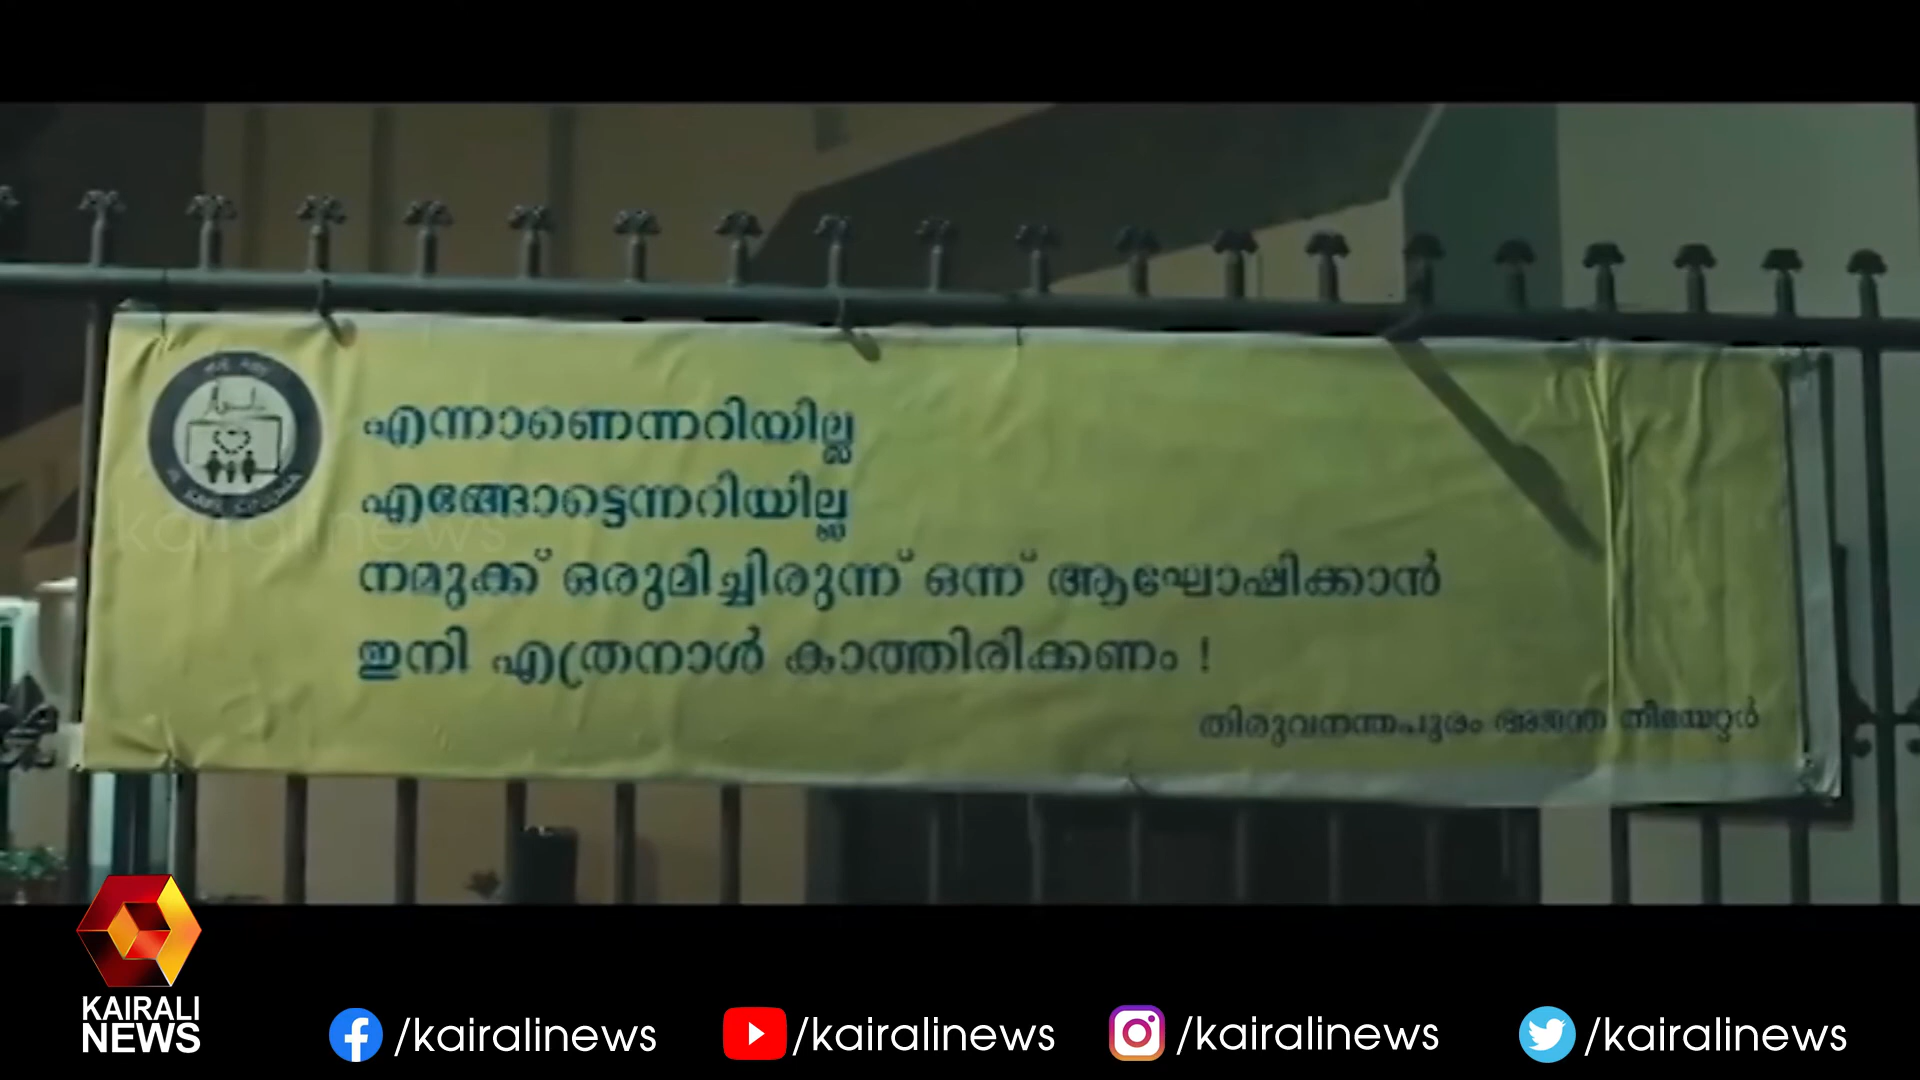 എന്നാണെന്നറിയില്ല
എങ്ങോട്ടെന്നറിയില്ല
നമുക്ക് ഒരുമിച്ചിരുന്ന് ഒന്ന് ആഘോഷിക്കാൻ
ഇനി എത്രനാൾ കാത്തിരിക്കണം !
തിരുവനന്തപുരം അജന്ത തീയേറ്റർ
kairalinews
KAIRALI
NEWS
/kairalinews /kairalinews /kairalinews /kairalinews